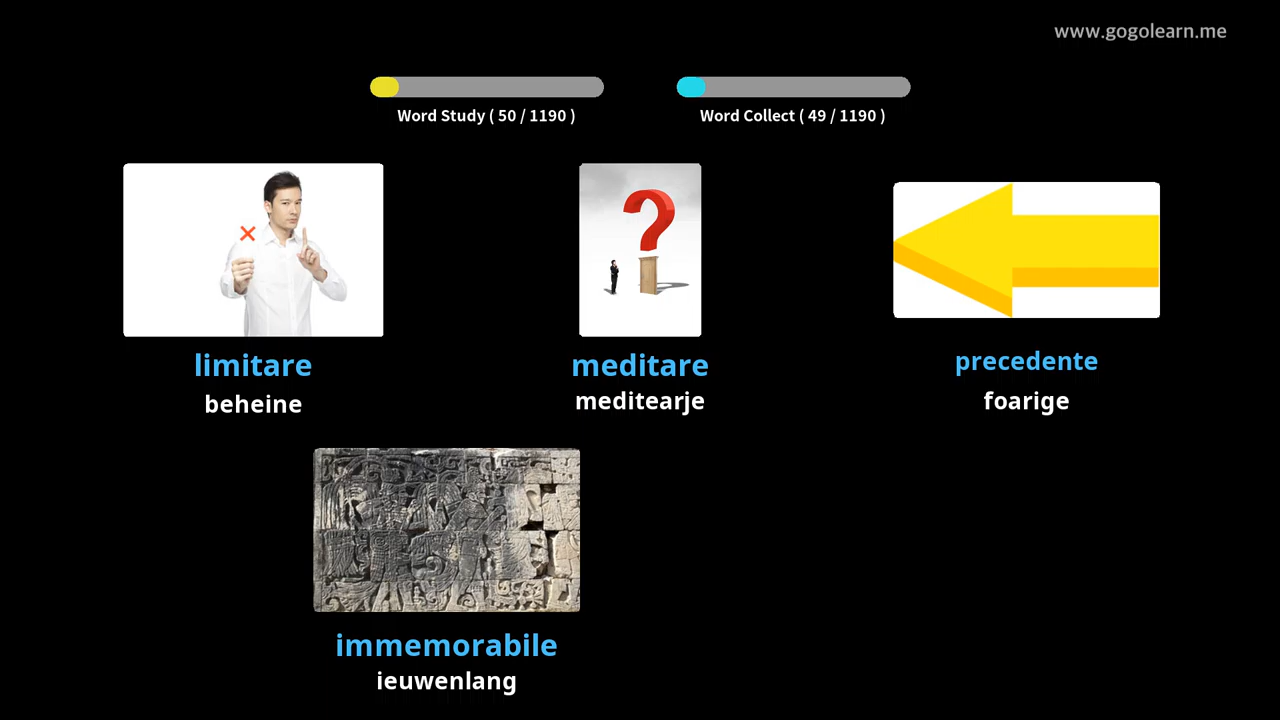 www.gogolearn.me
Word Study ( 50 / 1190 )
Word Collect ( 49 / 1190 )
limitare
beheine
meditare
meditearje
precedente
foarige
immemorabile
ieuwenlang